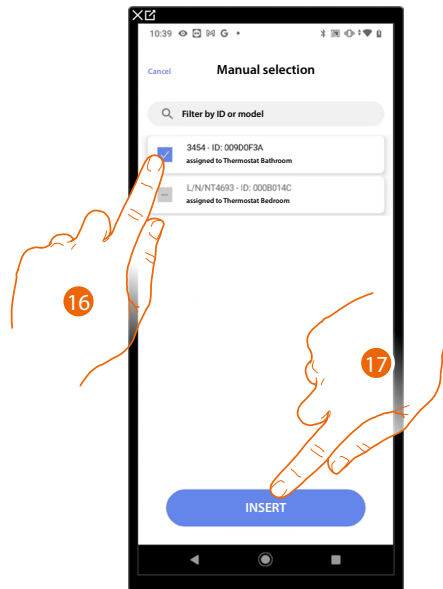 10:39
Cancel
Manual selection
Filter by ID or model
3454 - ID: 009D0F3A
assigned to Thermostat Bathroom
L/N/NT4693 - ID: 000B014C
assigned to Thermostat Bedroom
16
17
INSERT